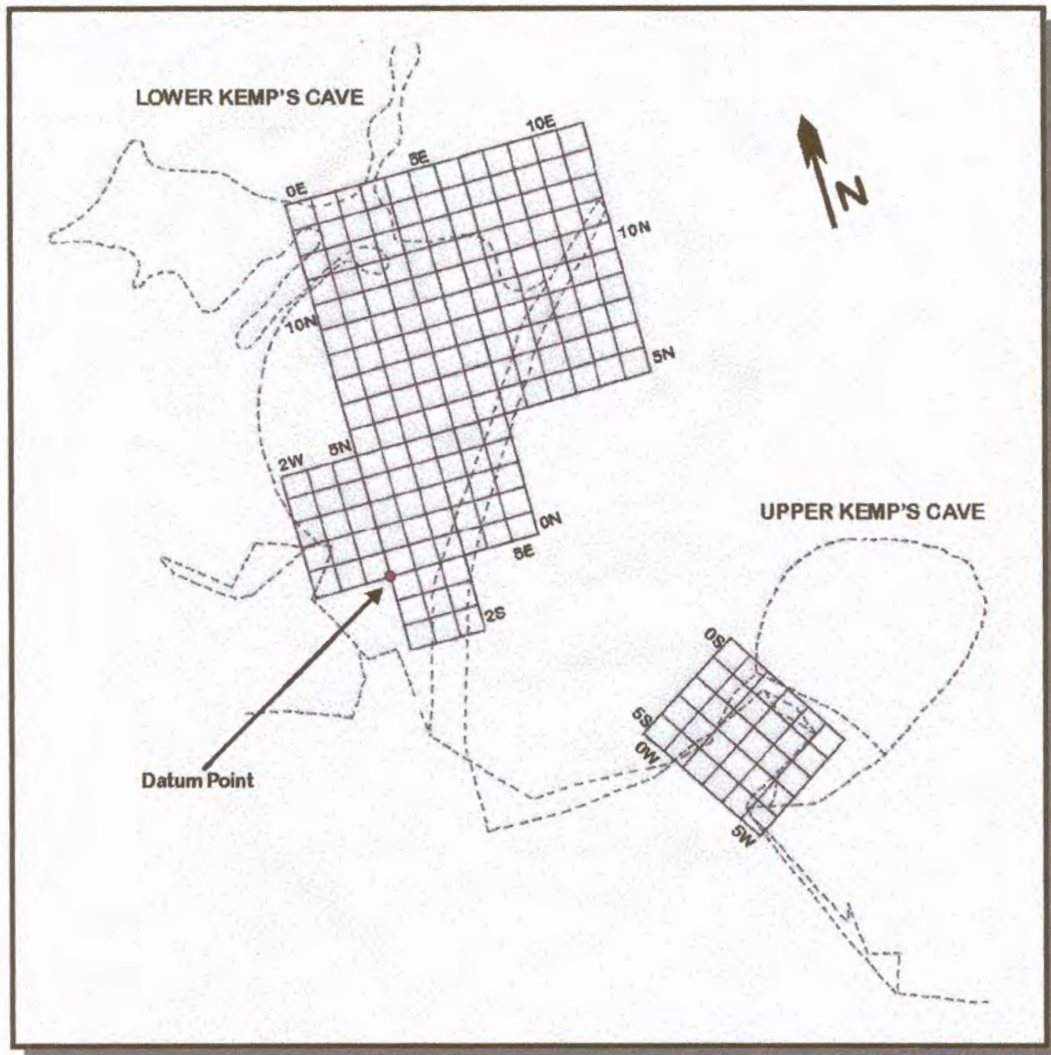 LOWER KEMP'S CAVE
10E
5E
0E
N
10N
10N
5N
5N
2W
UPPER KEMP'S CAVE
0N
5E
2S
0S
5S
0W
Datum Point
5W